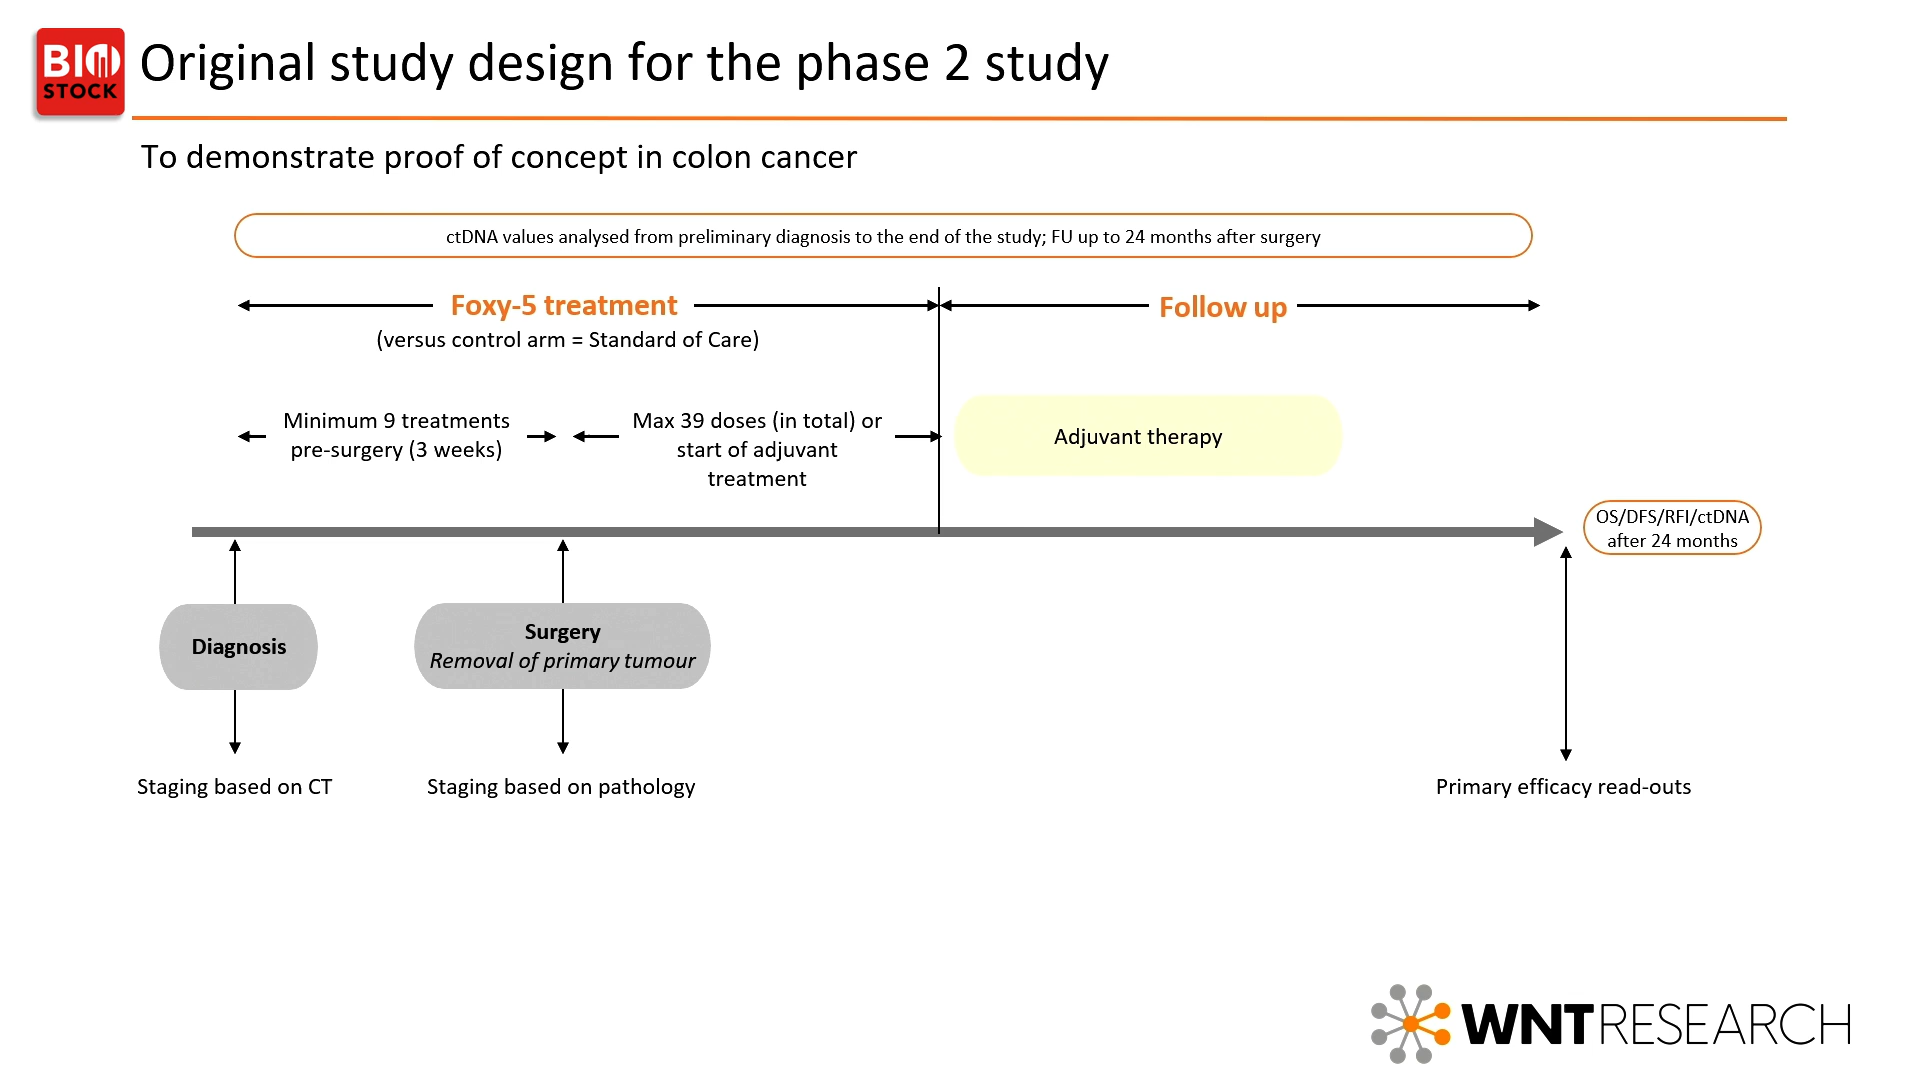 BIO
STOCK
Original study design for the phase 2 study
To demonstrate proof of concept in colon cancer
ctDNA values analysed from preliminary diagnosis to the end of the study; FU up to 24 months after surgery
Foxy-5 treatment
(versus control arm = Standard of Care)
Follow up
Minimum 9 treatments
pre-surgery (3 weeks)
Max 39 doses (in total) or
start of adjuvant
treatment
Adjuvant therapy
OS/DFS/RFI/ctDNA
after 24 months
Diagnosis
Surgery
Removal of primary tumour
Staging based on CT
Staging based on pathology
Primary efficacy read-outs
WNTRESEARCH